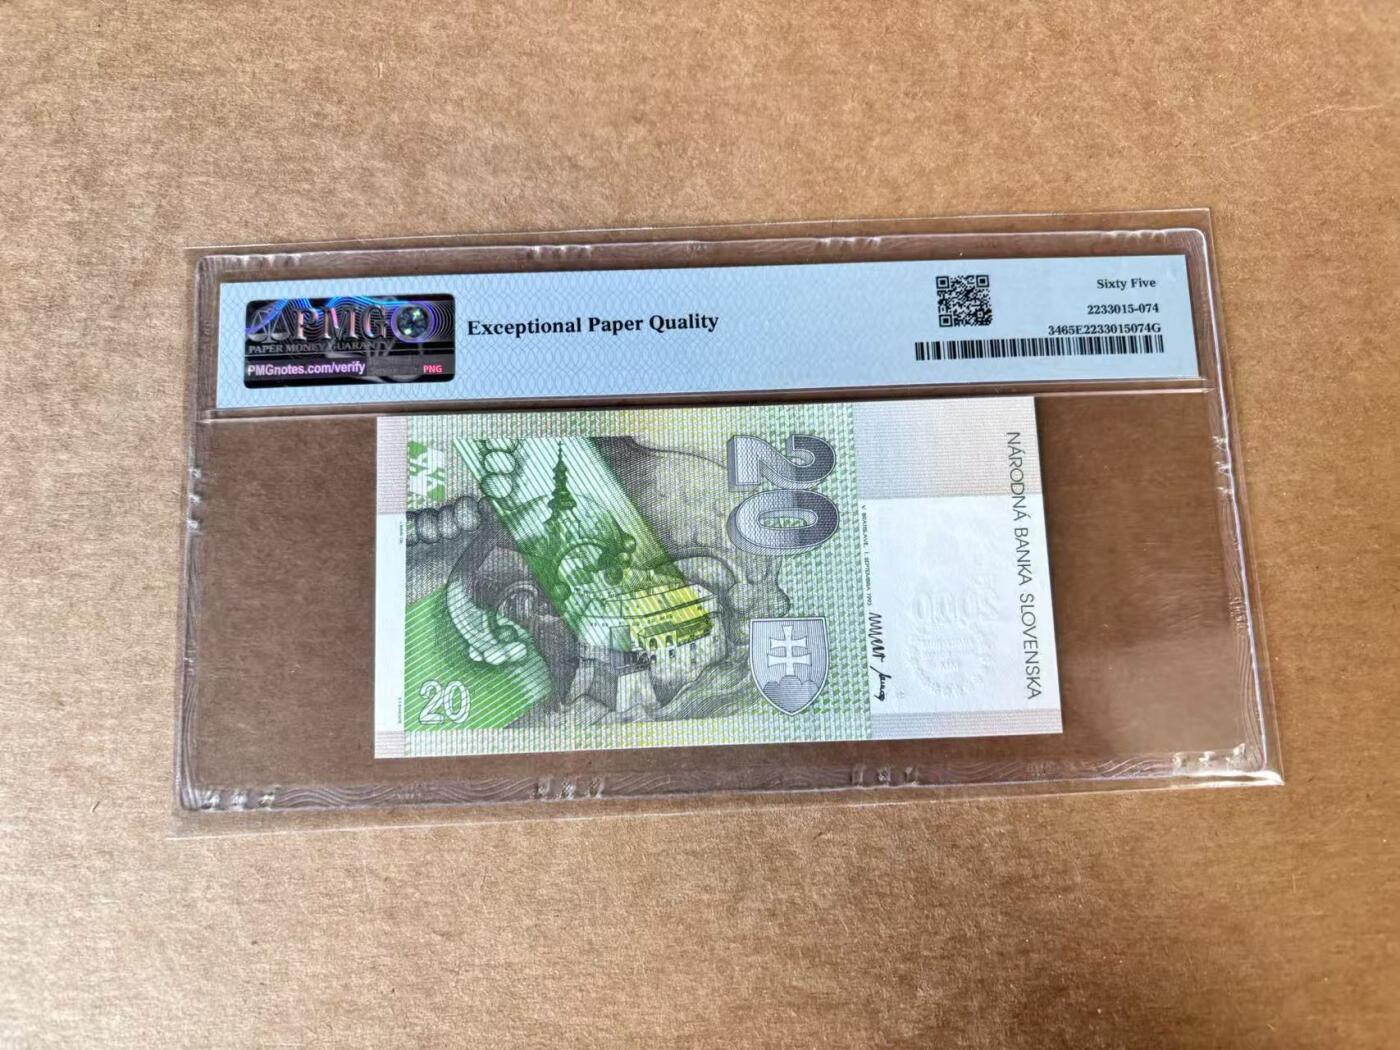 PMG
PAPER MONEY GUARANTY
PMGnotes.com/verify
PNG
Exceptional Paper Quality
Sixty Five
2233015-074
3465E2233015074G
20
20
NÁRODNÁ BANKA SLOVENSKA
2000